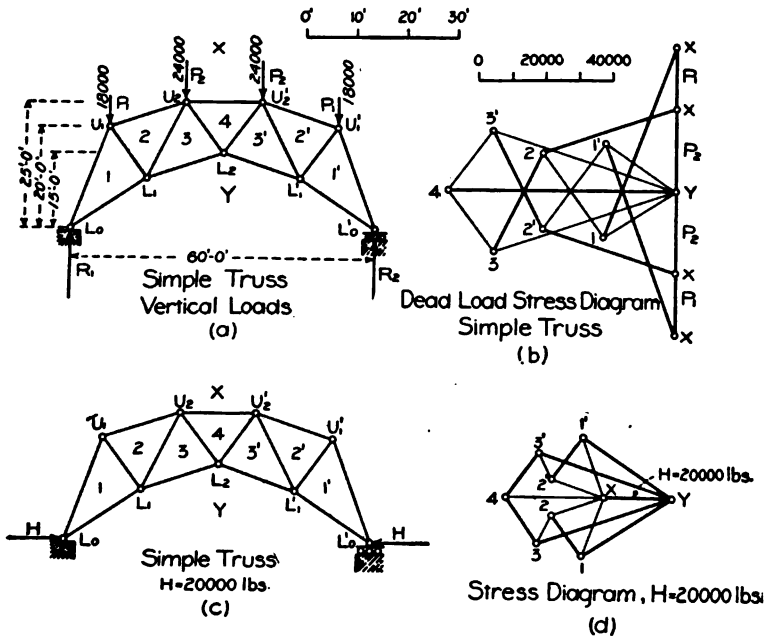 0' 10' 20' 30'
X
18000 24000 24000 18000
P₁ P₂ P₂ P₁
U₁ U₂ U₂' U₁'
25'-0"
20'-0"
15'-0"
1 2 3 4 3' 2' 1'
L₁ L₂ L₁'
Y
L₀ L₀'
60'-0"
R₁ R₂
Simple Truss
Vertical Loads
(a)
0 20000 40000
X
P₁
X
3' 2 1'
P₂
4 Y
2' 1
P₂
3
X
P₁
X
Dead Load Stress Diagram
Simple Truss
(b)
X
U₁ U₂ U₂' U₁'
1 2 3 4 3' 2' 1'
L₁ L₂ L₁'
Y
H L₀ L₀' H
Simple Truss
H=20000 lbs.
(c)
1'
3'
H=20000 lbs.
2'
4 X Y
2
3
1
Stress Diagram, H=20000 lbs.
(d)